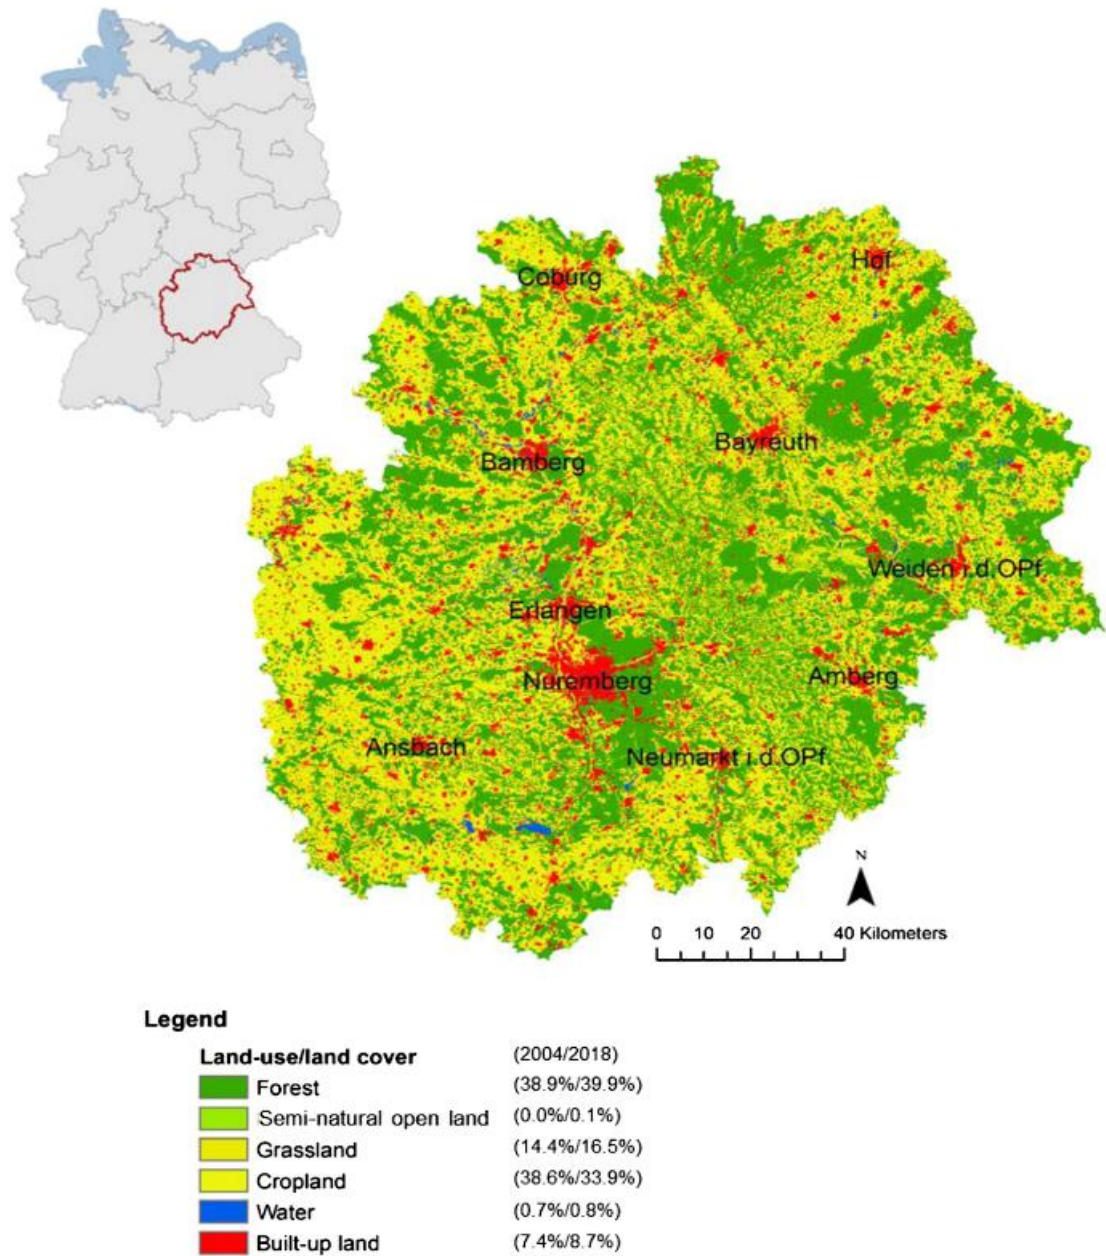 Coburg
Hof
Bayreuth
Bamberg
Weiden i.d.OPf.
Erlangen
Nuremberg
Amberg
Ansbach
Neumarkt i.d.OPf.
N
0 10 20 40 Kilometers
Legend
Land-use/land cover (2004/2018)
Forest (38.9%/39.9%)
Semi-natural open land (0.0%/0.1%)
Grassland (14.4%/16.5%)
Cropland (38.6%/33.9%)
Water (0.7%/0.8%)
Built-up land (7.4%/8.7%)